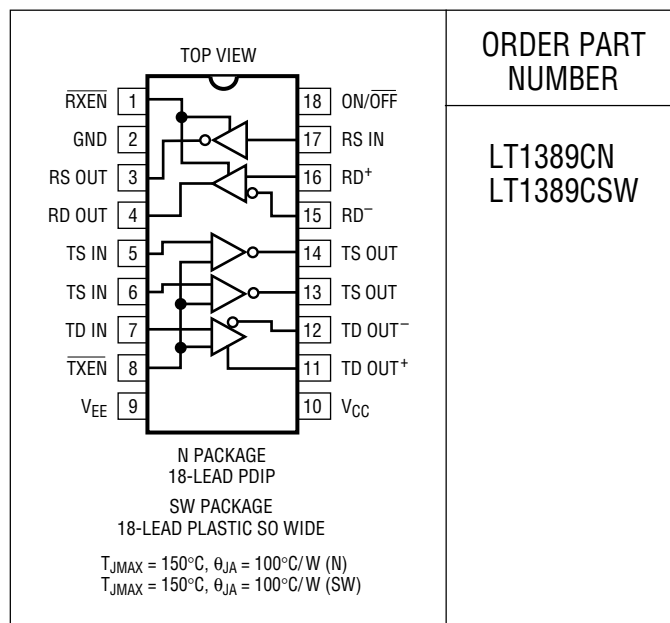 TOP VIEW
R̅X̅E̅N̅ 1
GND 2
RS OUT 3
RD OUT 4
TS IN 5
TS IN 6
TD IN 7
T̅X̅E̅N̅ 8
VEE 9
18 ON/O̅F̅F̅
17 RS IN
16 RD⁺
15 RD⁻
14 TS OUT
13 TS OUT
12 TD OUT⁻
11 TD OUT⁺
10 VCC
N PACKAGE
18-LEAD PDIP
SW PACKAGE
18-LEAD PLASTIC SO WIDE
TJMAX = 150°C, θJA = 100°C/W (N)
TJMAX = 150°C, θJA = 100°C/W (SW)
ORDER PART
NUMBER
LT1389CN
LT1389CSW